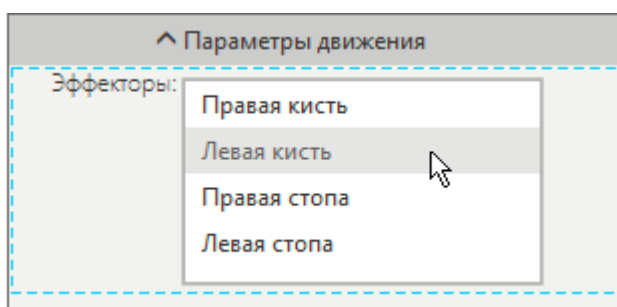 Параметры движения
Эффекторы:
Правая кисть
Левая кисть
Правая стопа
Левая стопа